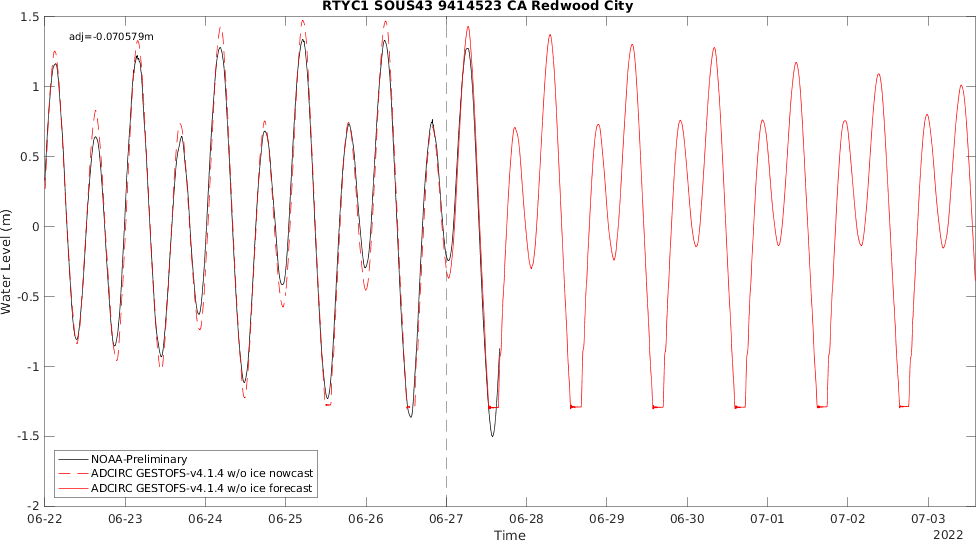 RTYC1 SOUS43 9414523 CA Redwood City
adj=-0.070579m
1.5
1
0.5
0
-0.5
-1
-1.5
-2
Water Level (m)
NOAA-Preliminary
ADCIRC GESTOFS-v4.1.4 w/o ice nowcast
ADCIRC GESTOFS-v4.1.4 w/o ice forecast
06-22 06-23 06-24 06-25 06-26 06-27 06-28 06-29 06-30 07-01 07-02 07-03
Time
2022